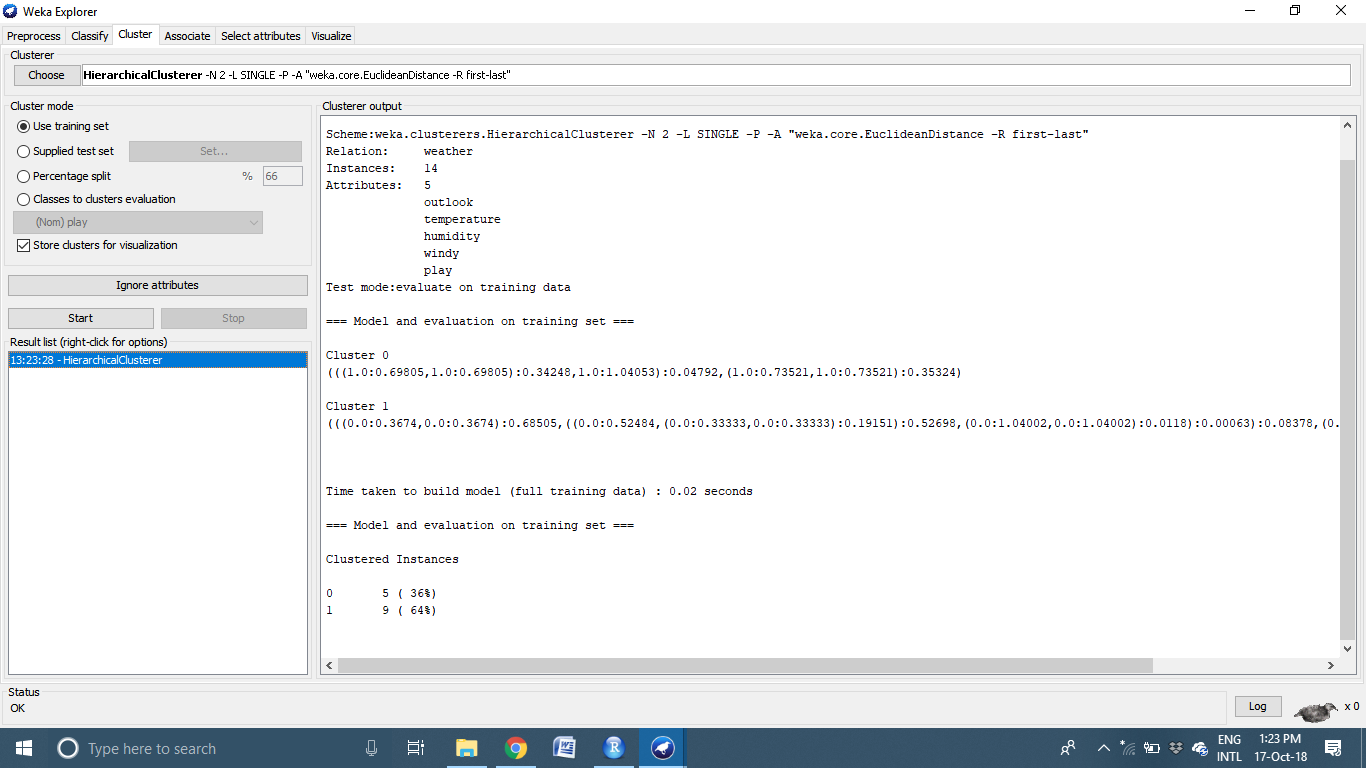 Weka Explorer
Preprocess Classify Cluster Associate Select attributes Visualize
Clusterer
Choose HierarchicalClusterer -N 2 -L SINGLE -P -A "weka.core.EuclideanDistance -R first-last"
Cluster mode
Use training set
Supplied test set Set...
Percentage split % 66
Classes to clusters evaluation
(Nom) play
Store clusters for visualization
Ignore attributes
Start Stop
Result list (right-click for options)
13:23:28 - HierarchicalClusterer
Clusterer output
Scheme:weka.clusterers.HierarchicalClusterer -N 2 -L SINGLE -P -A "weka.core.EuclideanDistance -R first-last"
Relation: weather
Instances: 14
Attributes: 5
outlook
temperature
humidity
windy
play
Test mode:evaluate on training data
=== Model and evaluation on training set ===
Cluster 0
(((1.0:0.69805,1.0:0.69805):0.34248,1.0:1.04053):0.04792,(1.0:0.73521,1.0:0.73521):0.35324)
Cluster 1
(((0.0:0.3674,0.0:0.3674):0.68505,((0.0:0.52484,(0.0:0.33333,0.0:0.33333):0.19151):0.52698,(0.0:1.04002,0.0:1.04002):0.0118):0.00063):0.08378,(0.
Time taken to build model (full training data) : 0.02 seconds
=== Model and evaluation on training set ===
Clustered Instances
0 5 ( 36%)
1 9 ( 64%)
Status
OK
Log x 0
Type here to search
W
R
ENG
INTL
1:23 PM
17-Oct-18